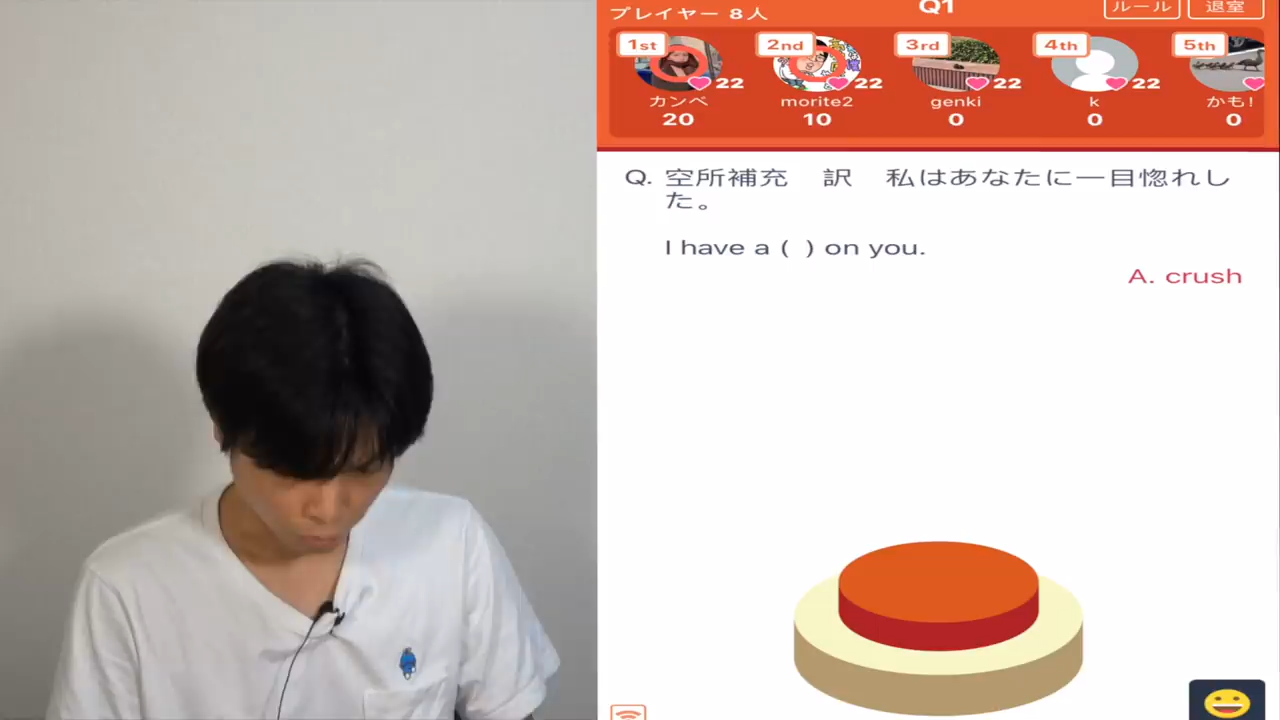 プレイヤー 8人
Q1
ルール
退室
1st
22
カンベ
20
2nd
22
morite2
10
3rd
22
genki
0
4th
22
k
0
5th
かも!
0
Q. 空所補充 訳 私はあなたに一目惚れし
た。
I have a ( ) on you.
A. crush